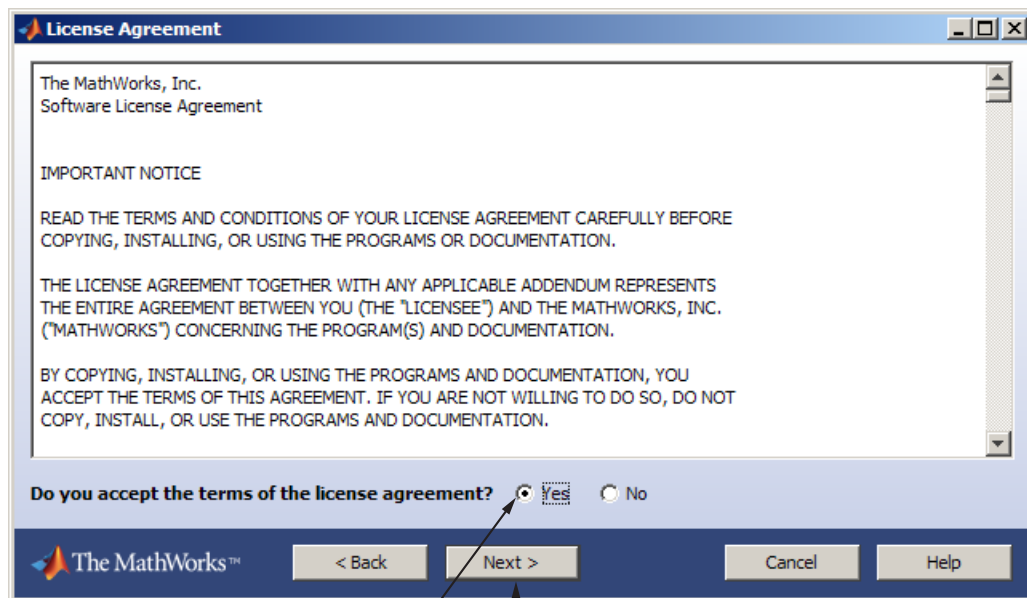 License Agreement
The MathWorks, Inc.
Software License Agreement
IMPORTANT NOTICE
READ THE TERMS AND CONDITIONS OF YOUR LICENSE AGREEMENT CAREFULLY BEFORE
COPYING, INSTALLING, OR USING THE PROGRAMS OR DOCUMENTATION.
THE LICENSE AGREEMENT TOGETHER WITH ANY APPLICABLE ADDENDUM REPRESENTS
THE ENTIRE AGREEMENT BETWEEN YOU (THE "LICENSEE") AND THE MATHWORKS, INC.
("MATHWORKS") CONCERNING THE PROGRAM(S) AND DOCUMENTATION.
BY COPYING, INSTALLING, OR USING THE PROGRAMS AND DOCUMENTATION, YOU
ACCEPT THE TERMS OF THIS AGREEMENT. IF YOU ARE NOT WILLING TO DO SO, DO NOT
COPY, INSTALL, OR USE THE PROGRAMS AND DOCUMENTATION.
Do you accept the terms of the license agreement? Yes No
The MathWorks™ < Back Next > Cancel Help